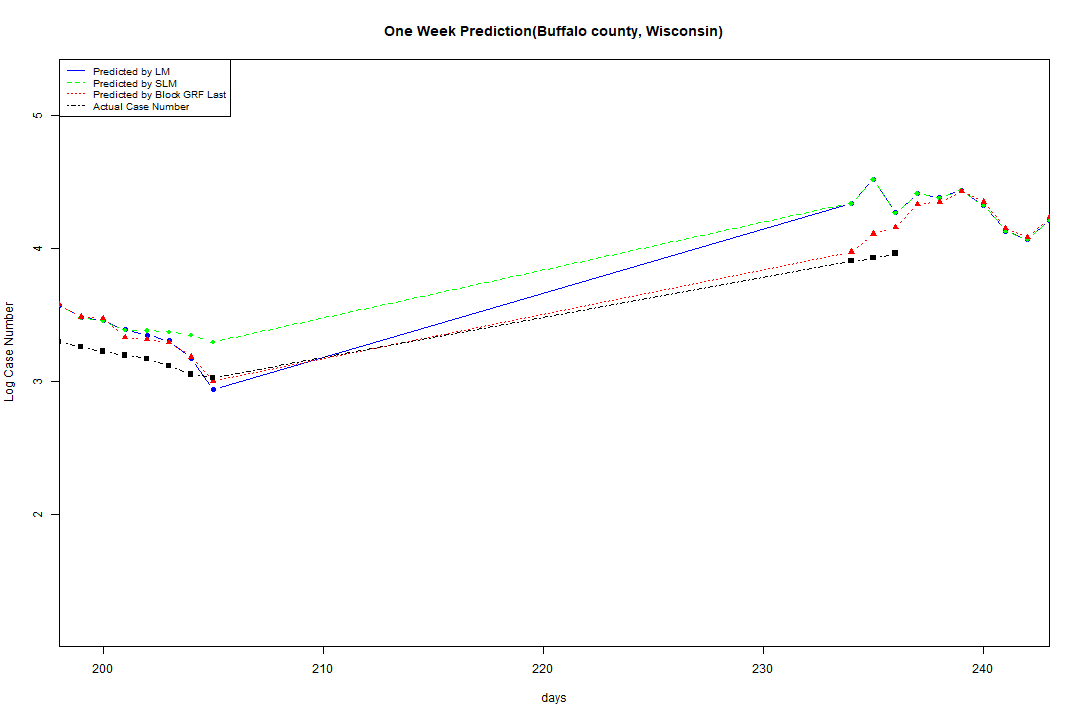 One Week Prediction(Buffalo county, Wisconsin)
Predicted by LM
Predicted by SLM
Predicted by Block GRF Last
Actual Case Number
5
4
3
2
Log Case Number
200 210 220 230 240
days